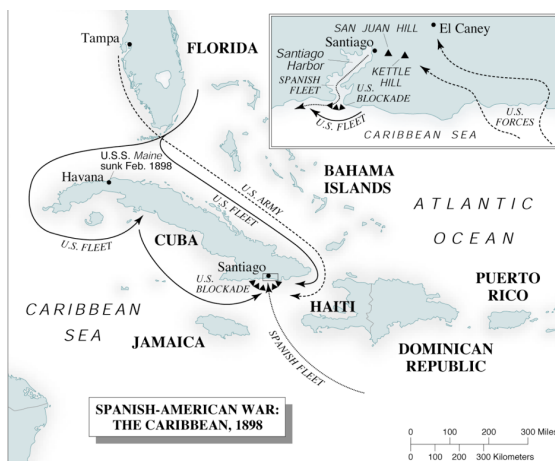 Tampa
FLORIDA
SAN JUAN HILL
El Caney
Santiago
Santiago
Harbor
SPANISH
FLEET
KETTLE
HILL
U.S.
BLOCKADE
U.S. FLEET
U.S.
FORCES
CARIBBEAN SEA
U.S.S. Maine
sunk Feb. 1898
Havana
BAHAMA
ISLANDS
U.S. ARMY
U.S. FLEET
ATLANTIC
OCEAN
U.S. FLEET
CUBA
Santiago
U.S.
BLOCKADE
HAITI
PUERTO
RICO
CARIBBEAN
SEA
JAMAICA
SPANISH FLEET
DOMINICAN
REPUBLIC
SPANISH-AMERICAN WAR:
THE CARIBBEAN, 1898
0 100 200 300 Miles
0 100 200 300 Kilometers